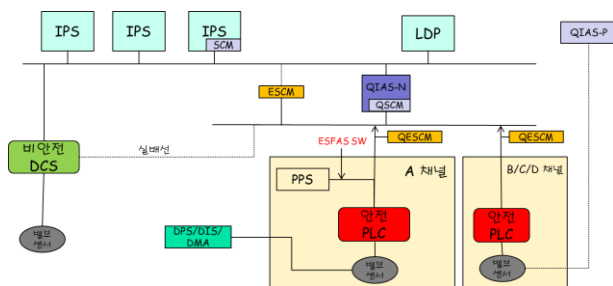 IPS
IPS
IPS
SCM
LDP
QIAS-P
ESCM
QIAS-N
QSCM
비안전
DCS
실배선
ESFAS SW
QESCM
QESCM
A 채널
B/C/D 채널
PPS
안전
PLC
안전
PLC
DPS/DIS/
DMA
밸브
센서
밸브
센서
밸브
센서